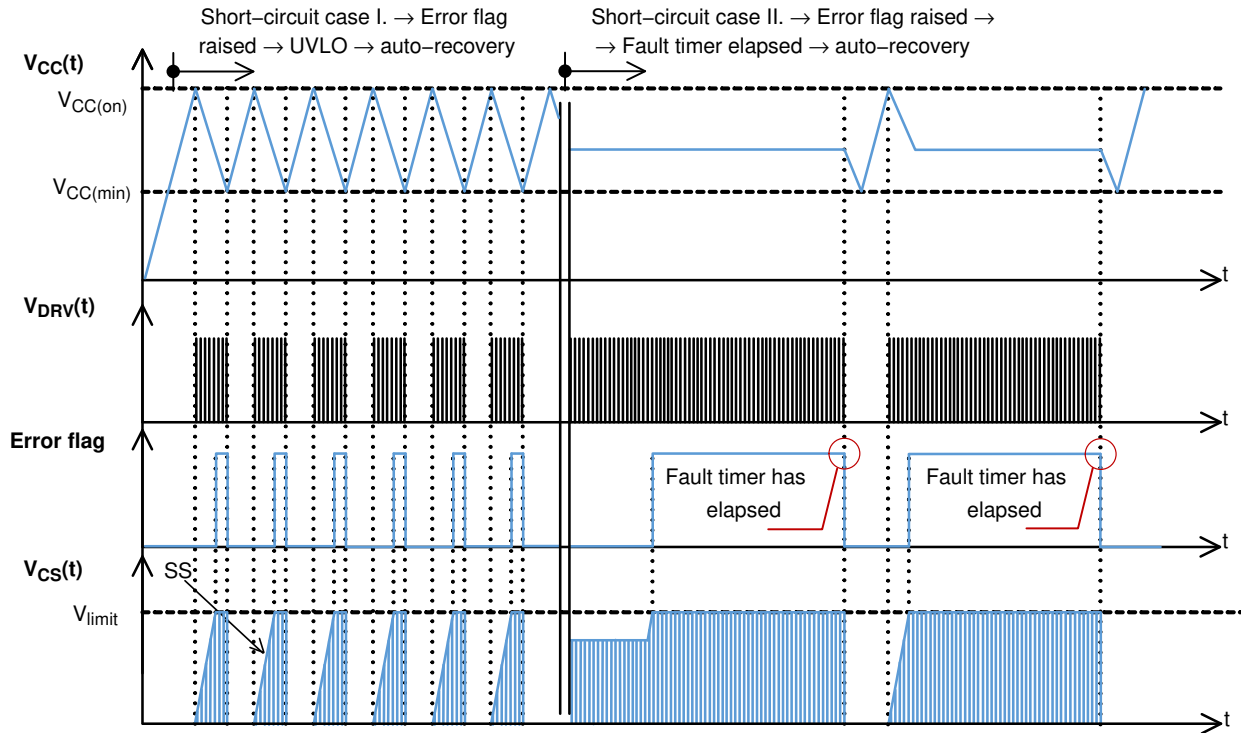 Short−circuit case I. → Error flag
raised → UVLO → auto−recovery
Short−circuit case II. → Error flag raised →
→ Fault timer elapsed → auto−recovery
VCC(t)
VCC(on)
VCC(min)
t
VDRV(t)
t
Error flag
Fault timer has
elapsed
Fault timer has
elapsed
t
VCS(t)
SS
Vlimit
t